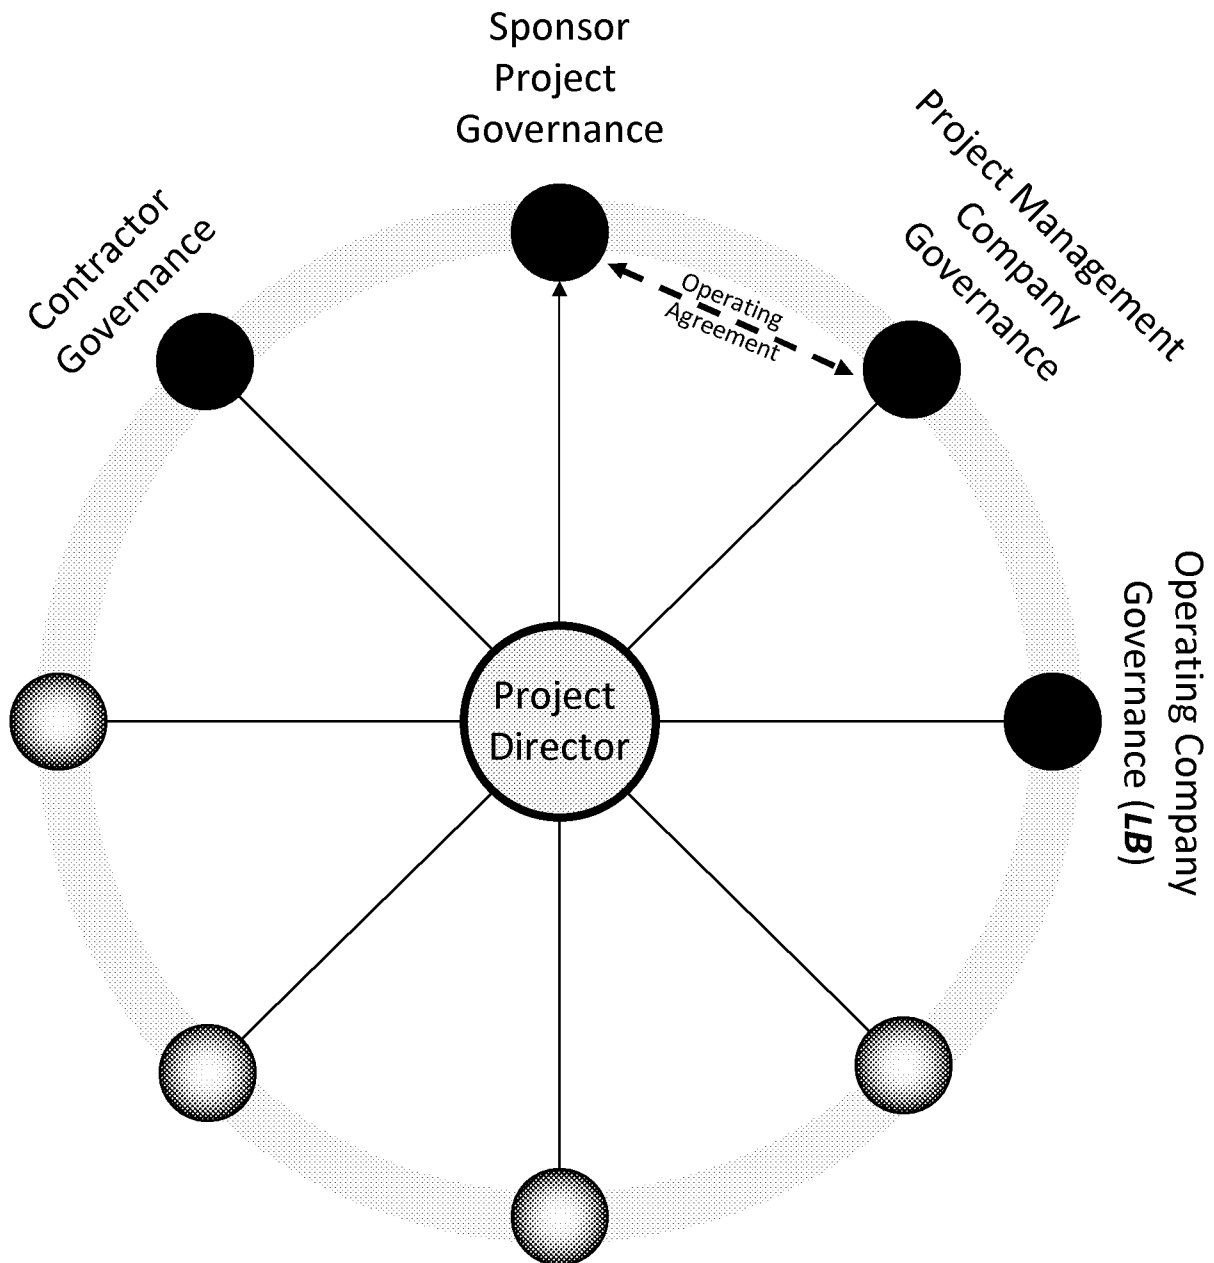 Sponsor
Project
Governance
Project Management
Company
Governance
Contractor
Governance
Operating
Agreement
Operating Company
Governance (LB)
Project
Director